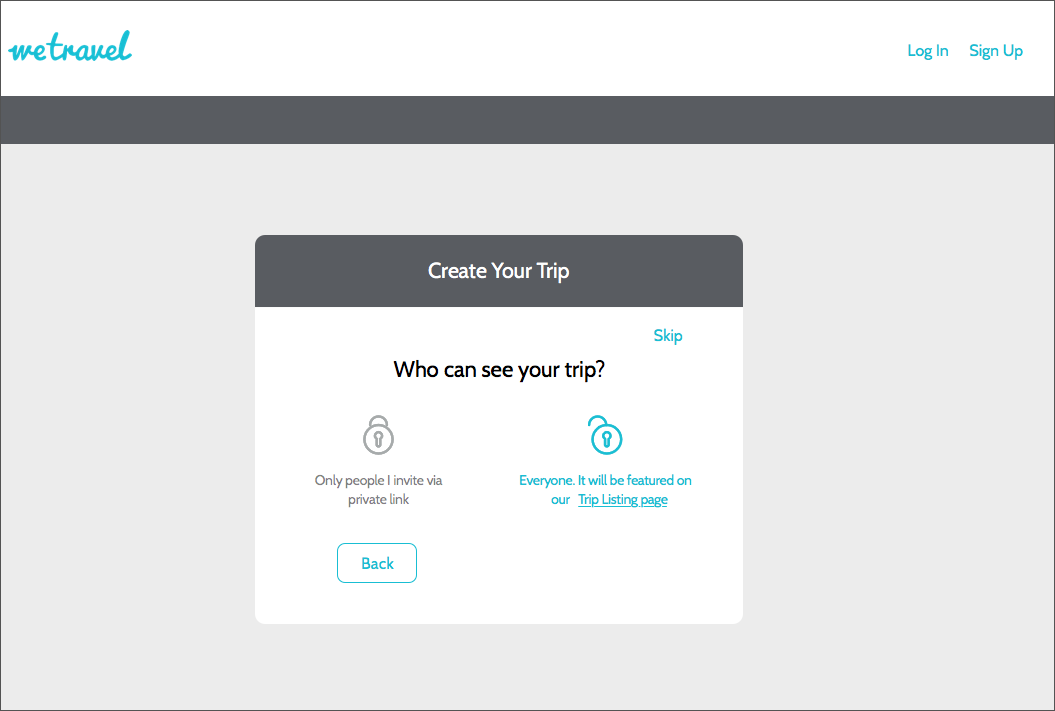 wetravel
Log In Sign Up
Create Your Trip
Skip
Who can see your trip?
Only people I invite via
private link
Everyone. It will be featured on
our Trip Listing page
Back